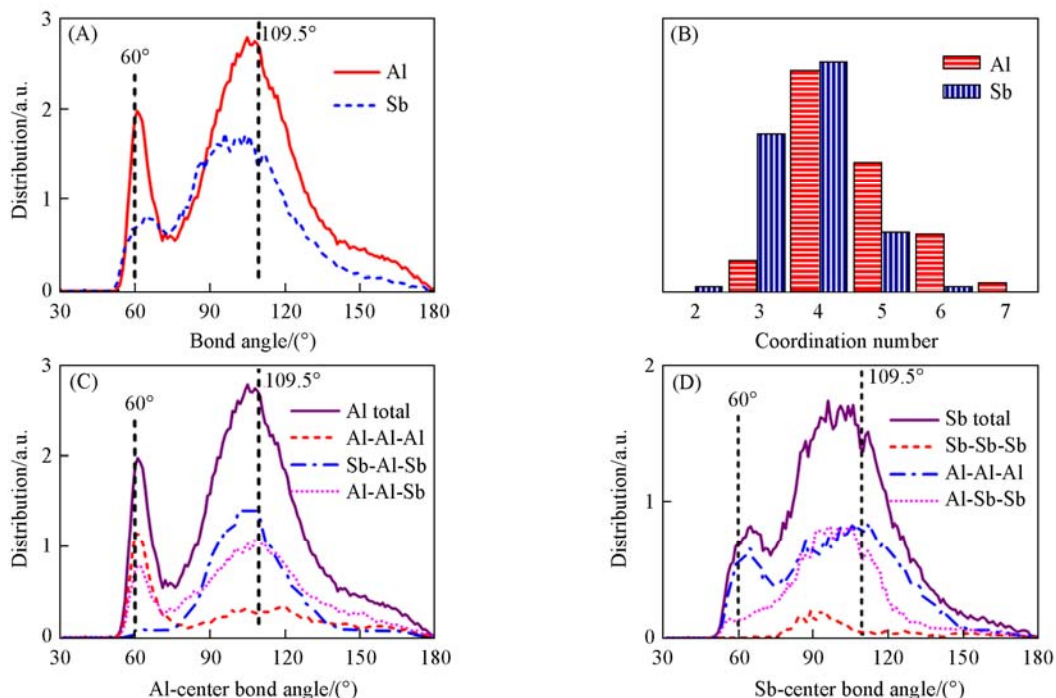 (A)
60°
109.5°
Al
Sb
Distribution/a.u.
3
2
1
0
30 60 90 120 150 180
Bond angle/(°)
(B)
Al
Sb
Distribution/a.u.
2 3 4 5 6 7
Coordination number
(C)
60°
109.5°
Al total
Al-Al-Al
Sb-Al-Sb
Al-Al-Sb
Distribution/a.u.
3
2
1
0
30 60 90 120 150 180
Al-center bond angle/(°)
(D)
60°
109.5°
Sb total
Sb-Sb-Sb
Al-Al-Al
Al-Sb-Sb
Distribution/a.u.
2
1
0
30 60 90 120 150 180
Sb-center bond angle/(°)